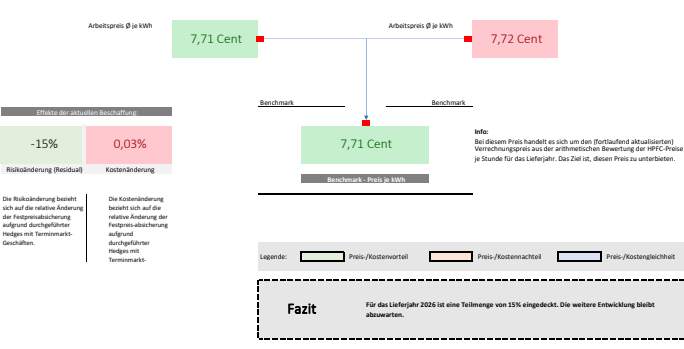 Arbeitspreis Ø je kWh
7,71 Cent
Arbeitspreis Ø je kWh
7,72 Cent
Effekte der aktuellen Beschaffung:
-15%
0,03%
Risikoänderung (Residual)
Kostenänderung
Die Risikoänderung bezieht
sich auf die relative Änderung
der Festpreisabsicherung
aufgrund durchgeführter
Hedges mit Terminmarkt-
Geschäften.
Die Kostenänderung
bezieht sich auf die
relative Änderung der
Festpreis-absicherung
aufgrund
durchgeführter
Hedges mit
Terminmarkt-
Benchmark
Benchmark
7,71 Cent
Benchmark - Preis je kWh
Info:
Bei diesem Preis handelt es sich um den (fortlaufend aktualisierten)
Verrechnungspreis aus der arithmetischen Bewertung der HPFC-Preise
je Stunde für das Lieferjahr. Das Ziel ist, diesen Preis zu unterbieten.
Legende:
Preis-/Kostenvorteil
Preis-/Kostennachteil
Preis-/Kostengleichheit
Fazit
Für das Lieferjahr 2026 ist eine Teilmenge von 15% eingedeckt. Die weitere Entwicklung bleibt
abzuwarten.